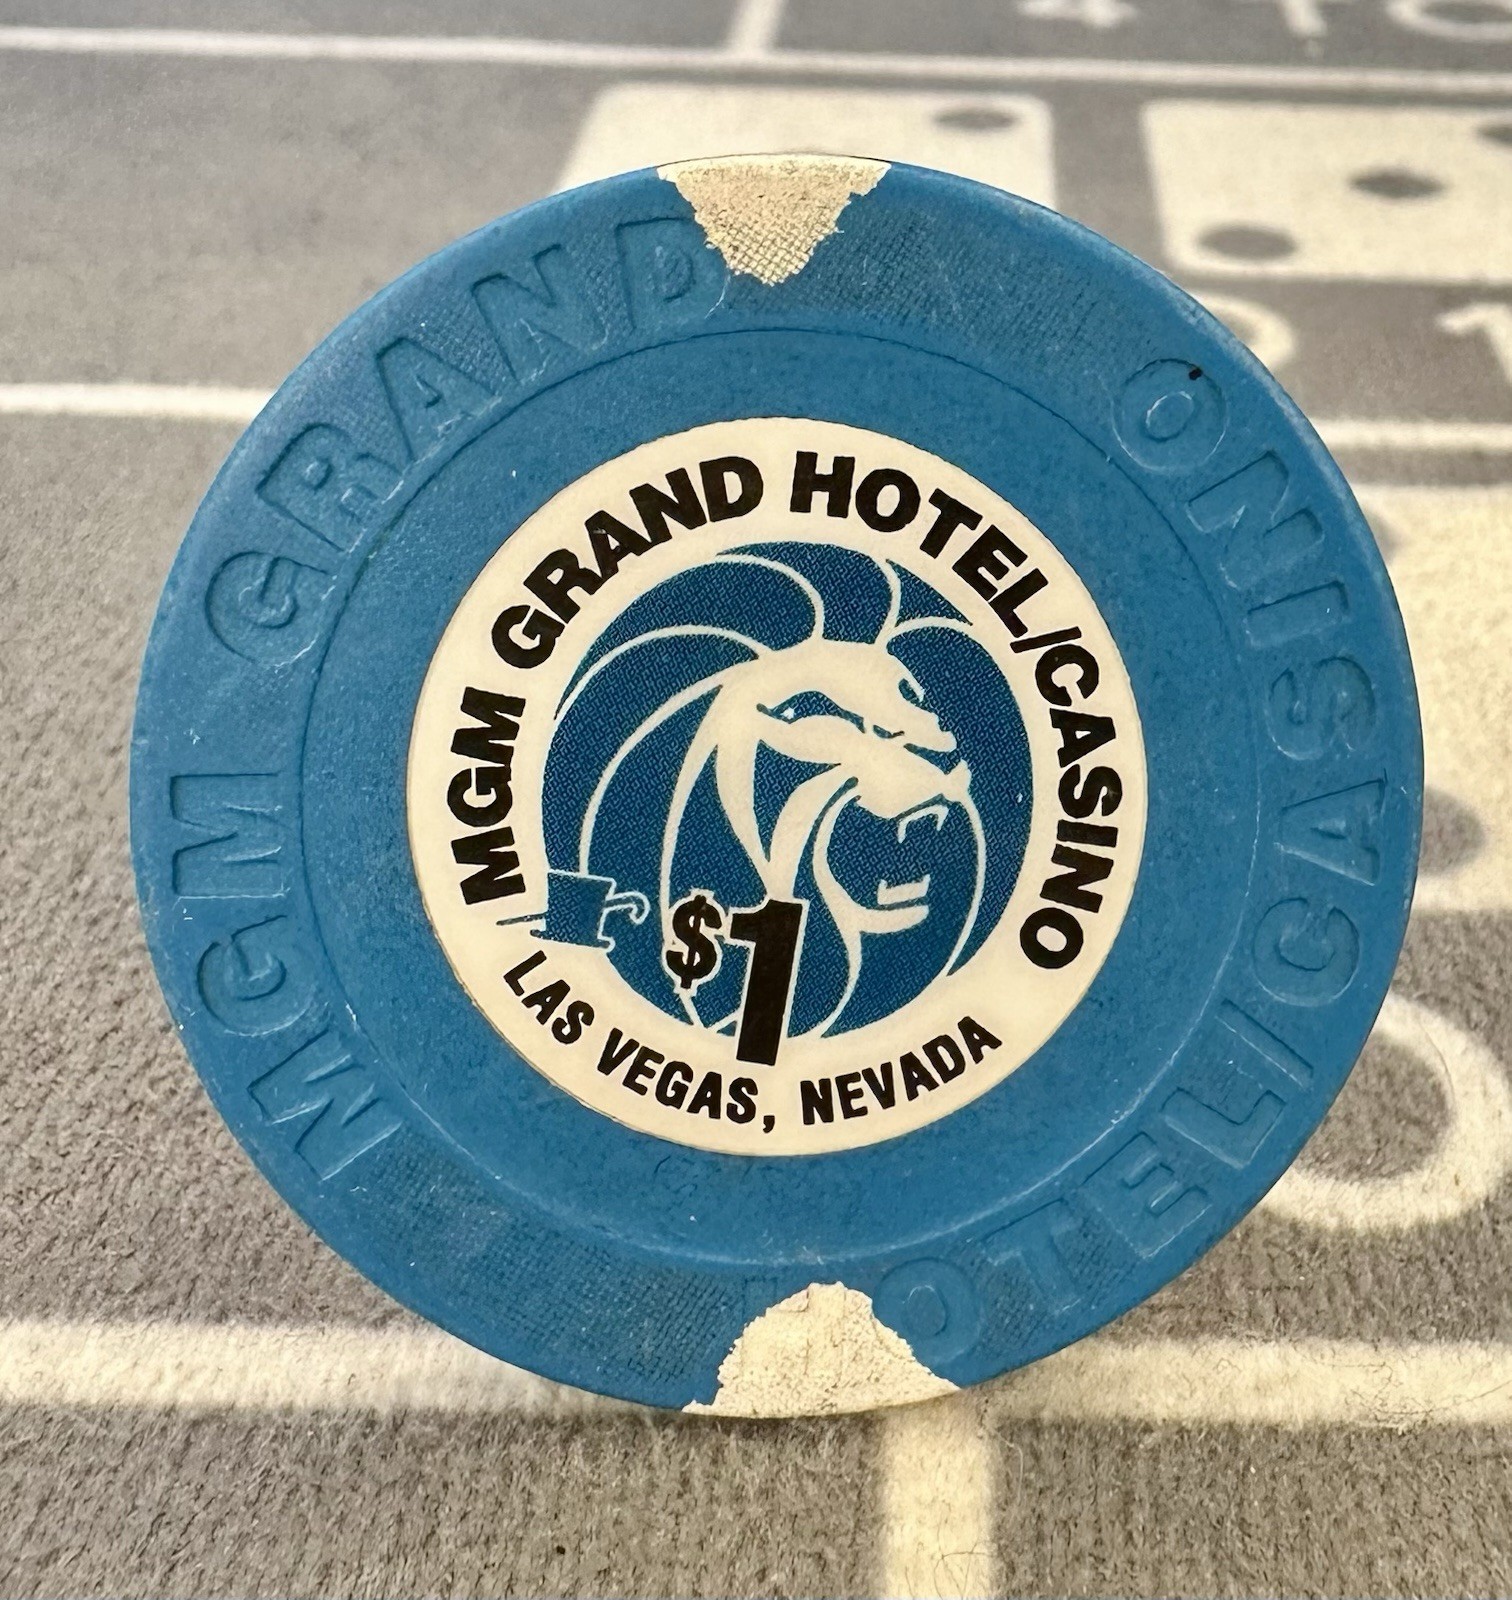 MGM GRAND HOTEL/CASINO
$1
LAS VEGAS, NEVADA
MGM GRAND
HOTEL/CASINO